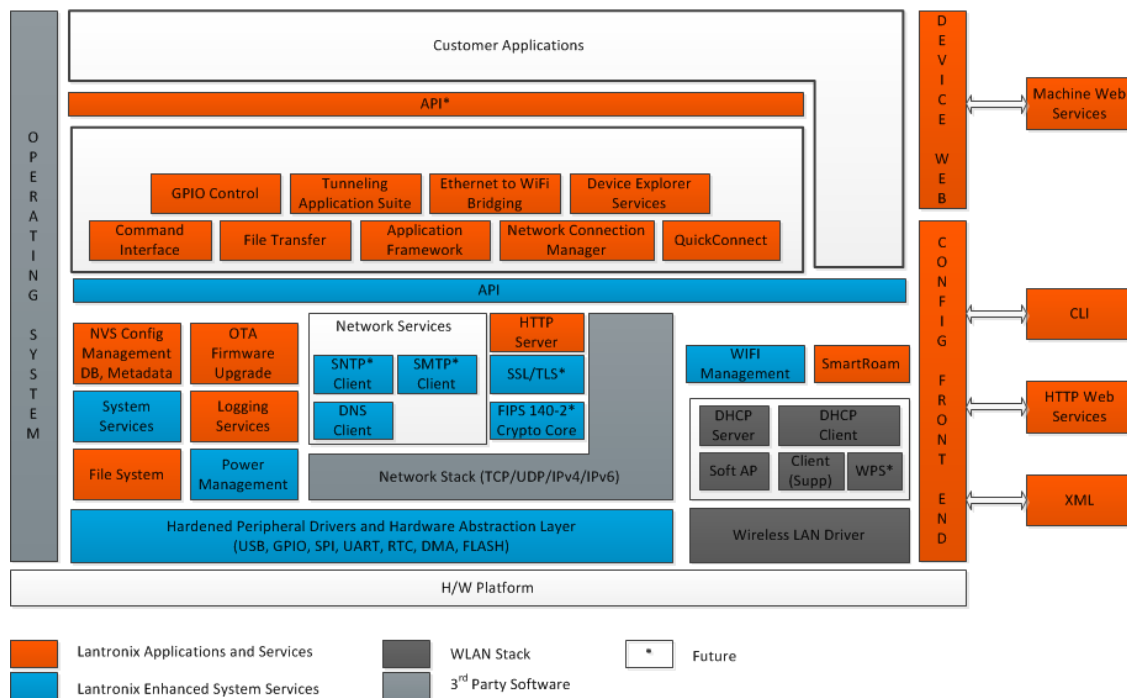 OPERATING SYSTEM
Customer Applications
API*
GPIO Control
Tunneling
Application Suite
Ethernet to WiFi
Bridging
Device Explorer
Services
Command
Interface
File Transfer
Application
Framework
Network Connection
Manager
QuickConnect
API
NVS Config
Management
DB, Metadata
OTA
Firmware
Upgrade
System
Services
Logging
Services
File System
Power
Management
Network Services
SNTP*
Client
SMTP*
Client
DNS
Client
HTTP
Server
SSL/TLS*
FIPS 140-2*
Crypto Core
Network Stack (TCP/UDP/IPv4/IPv6)
WIFI
Management
SmartRoam
DHCP
Server
DHCP
Client
Soft AP
Client
(Supp)
WPS*
Hardened Peripheral Drivers and Hardware Abstraction Layer
(USB, GPIO, SPI, UART, RTC, DMA, FLASH)
Wireless LAN Driver
H/W Platform
DEVICE WEB
CONFIG FRONT END
Machine Web
Services
CLI
HTTP Web
Services
XML
Lantronix Applications and Services
Lantronix Enhanced System Services
WLAN Stack
3rd Party Software
*
Future